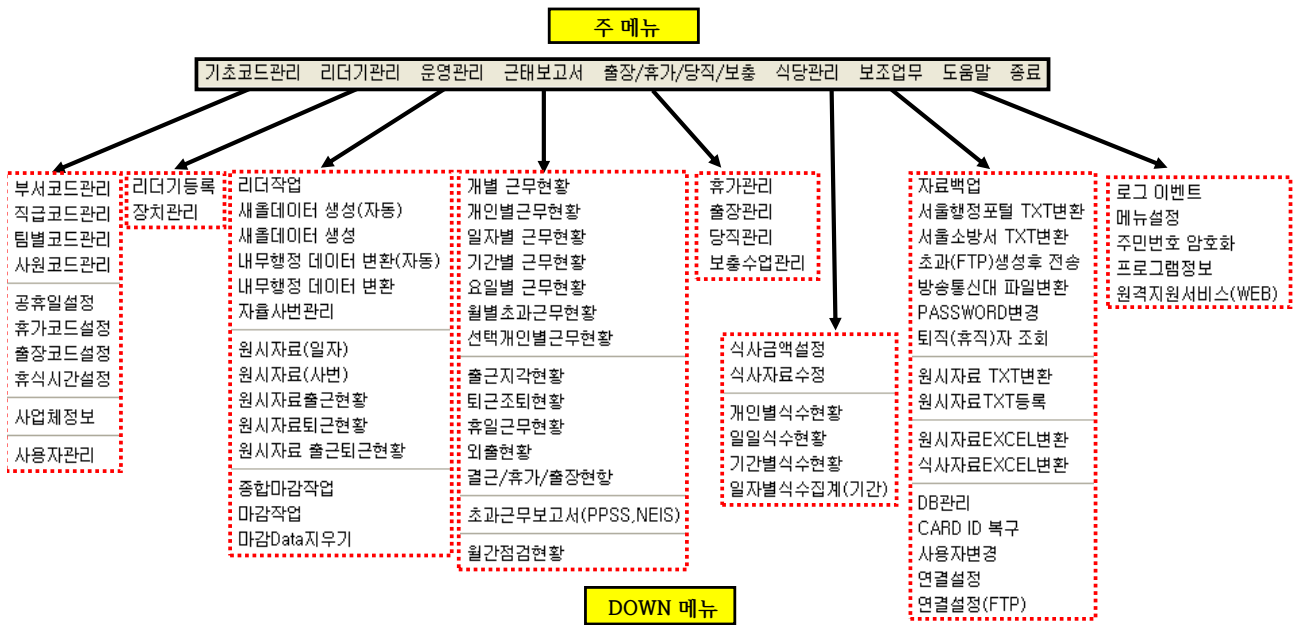 주 메뉴
기초코드관리 리더기관리 운영관리 근태보고서 출장/휴가/당직/보충 식당관리 보조업무 도움말 종료
부서코드관리
직급코드관리
팀별코드관리
사원코드관리
공휴일설정
휴가코드설정
출장코드설정
휴식시간설정
사업체정보
사용자관리
리더기등록
장치관리
리더작업
새올데이터 생성(자동)
새올데이터 생성
내무행정 데이터 변환(자동)
내무행정 데이터 변환
자율사번관리
원시자료(일자)
원시자료(사번)
원시자료출근현황
원시자료퇴근현황
원시자료 출근퇴근현황
종합마감작업
마감작업
마감Data지우기
개별 근무현황
개인별근무현황
일자별 근무현황
기간별 근무현황
요일별 근무현황
월별초과근무현황
선택개인별근무현황
출근지각현황
퇴근조퇴현황
휴일근무현황
외출현황
결근/휴가/출장현항
초과근무보고서(PPSS,NEIS)
월간점검현황
휴가관리
출장관리
당직관리
보충수업관리
식사금액설정
식사자료수정
개인별식수현황
일일식수현황
기간별식수현황
일자별식수집계(기간)
자료백업
서울행정포털 TXT변환
서울소방서 TXT변환
초과(FTP)생성후 전송
방송통신대 파일변환
PASSWORD변경
퇴직(휴직)자 조회
원시자료 TXT변환
원시자료TXT등록
원시자료EXCEL변환
식사자료EXCEL변환
DB관리
CARD ID 복구
사용자변경
연결설정
연결설정(FTP)
로그 이벤트
메뉴설정
주민번호 암호화
프로그램정보
원격지원서비스(WEB)
DOWN 메뉴